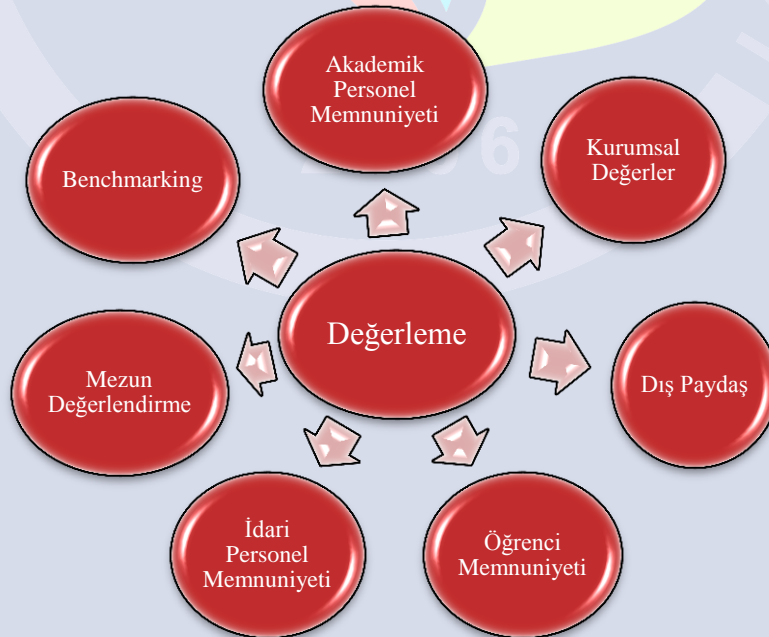 Akademik
Personel
Memnuniyeti
Kurumsal
Değerler
Benchmarking
Değerleme
Dış Paydaş
Mezun
Değerlendirme
İdari
Personel
Memnuniyeti
Öğrenci
Memnuniyeti